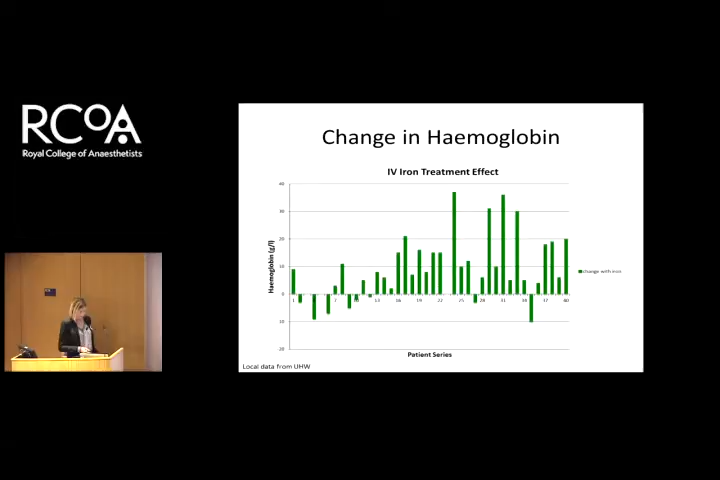 RCOA
Royal College of Anaesthetists
Change in Haemoglobin
IV Iron Treatment Effect
Haemoglobin (g/l)
40
30
20
10
0
10
20
1
7
10
13
16
19
22
25
28
31
34
37
40
change with iron
Patient Series
Local data from UHW